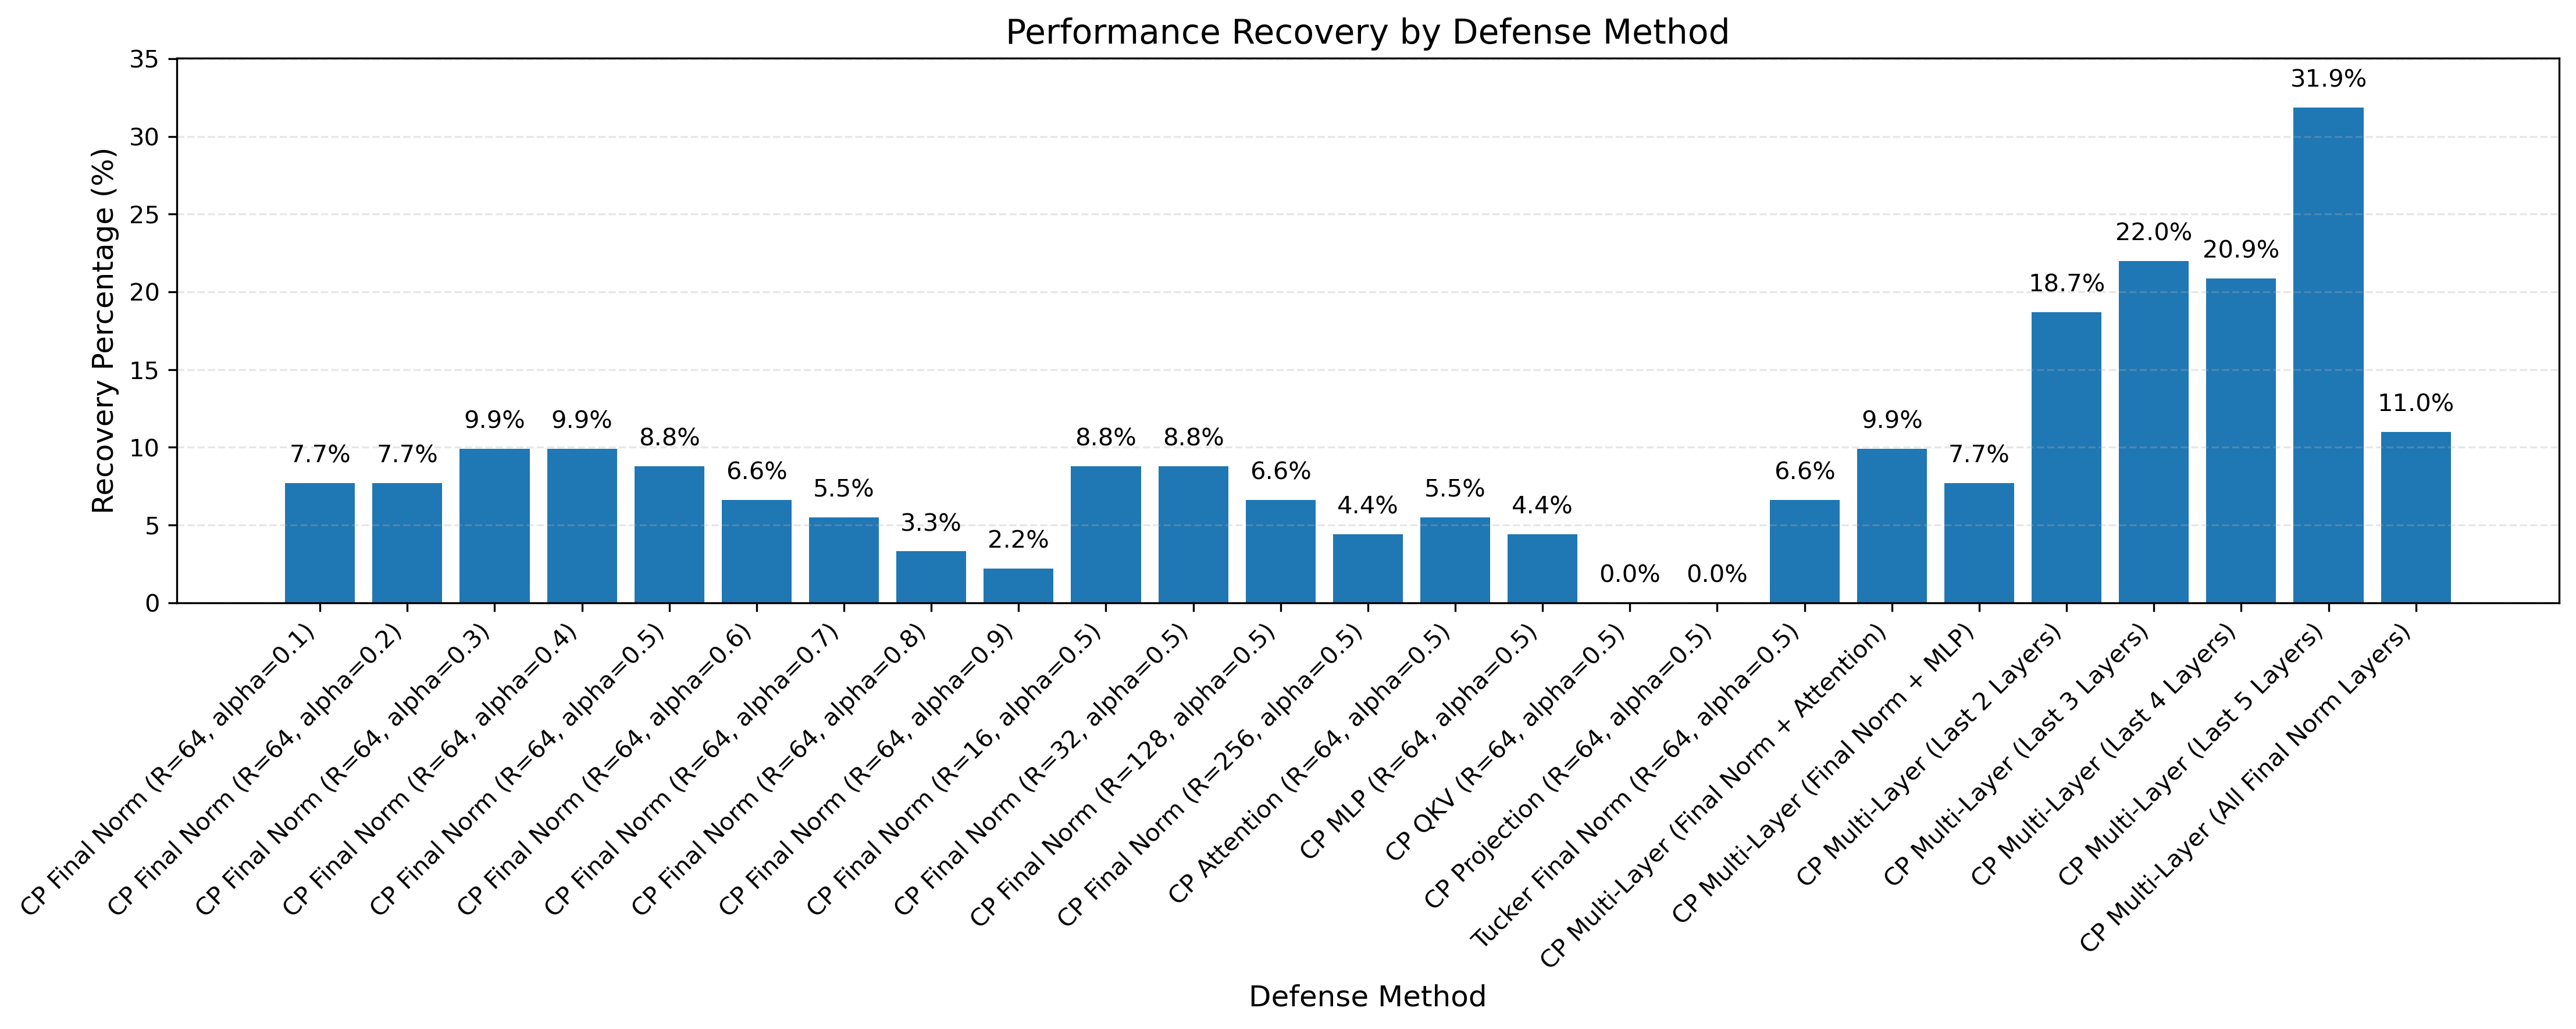 Performance Recovery by Defense Method
Recovery Percentage (%)
35
30
25
20
15
10
5
0
7.7%
7.7%
9.9%
9.9%
8.8%
6.6%
5.5%
3.3%
2.2%
8.8%
8.8%
6.6%
4.4%
5.5%
4.4%
0.0%
0.0%
6.6%
9.9%
7.7%
18.7%
22.0%
20.9%
31.9%
11.0%
CP Final Norm (R=64, alpha=0.1)
CP Final Norm (R=64, alpha=0.2)
CP Final Norm (R=64, alpha=0.3)
CP Final Norm (R=64, alpha=0.4)
CP Final Norm (R=64, alpha=0.5)
CP Final Norm (R=64, alpha=0.6)
CP Final Norm (R=64, alpha=0.7)
CP Final Norm (R=64, alpha=0.8)
CP Final Norm (R=64, alpha=0.9)
CP Final Norm (R=16, alpha=0.5)
CP Final Norm (R=32, alpha=0.5)
CP Final Norm (R=128, alpha=0.5)
CP Final Norm (R=256, alpha=0.5)
CP Attention (R=64, alpha=0.5)
CP MLP (R=64, alpha=0.5)
CP QKV (R=64, alpha=0.5)
CP Projection (R=64, alpha=0.5)
Tucker Final Norm (R=64, alpha=0.5)
CP Multi-Layer (Final Norm + Attention)
CP Multi-Layer (Final Norm + MLP)
CP Multi-Layer (Last 2 Layers)
CP Multi-Layer (Last 3 Layers)
CP Multi-Layer (Last 4 Layers)
CP Multi-Layer (Last 5 Layers)
CP Multi-Layer (All Final Norm Layers)
Defense Method